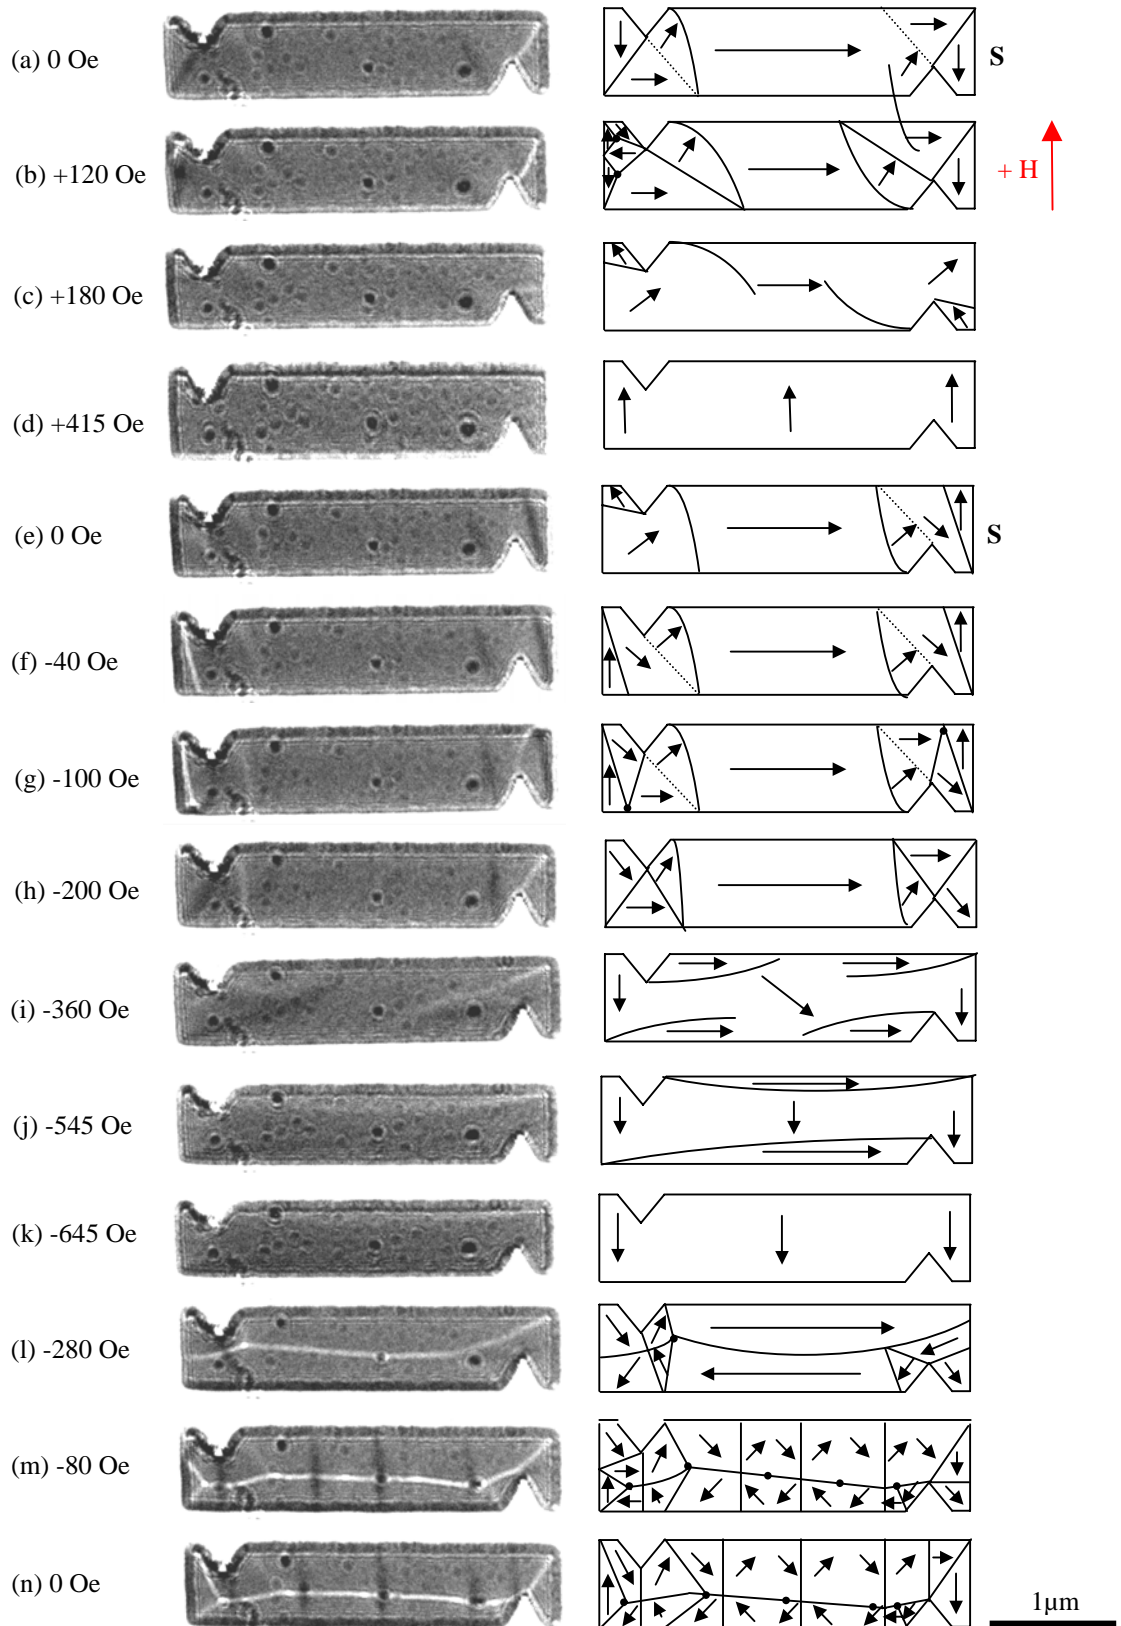 (a) 0 Oe
S
(b) +120 Oe
+ H
(c) +180 Oe
(d) +415 Oe
(e) 0 Oe
S
(f) -40 Oe
(g) -100 Oe
(h) -200 Oe
(i) -360 Oe
(j) -545 Oe
(k) -645 Oe
(l) -280 Oe
(m) -80 Oe
(n) 0 Oe
1µm